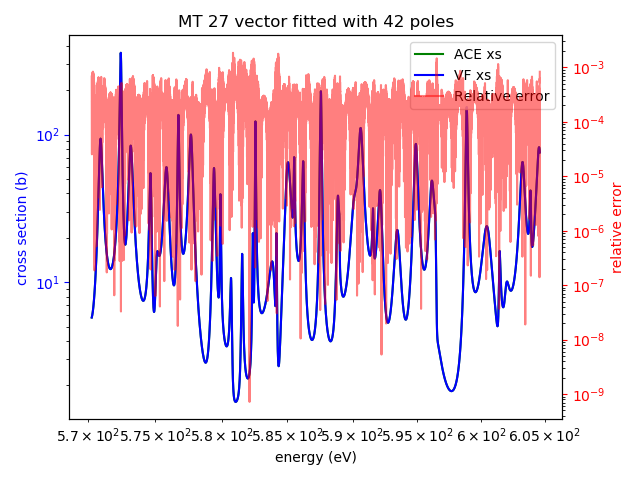 MT 27 vector fitted with 42 poles
ACE xs
VF xs
Relative error
10²
10¹
cross section (b)
10⁻³
10⁻⁴
10⁻⁵
10⁻⁶
10⁻⁷
10⁻⁸
10⁻⁹
relative error
5.7 × 10² 5.75 × 10² 5.8 × 10² 5.85 × 10² 5.9 × 10² 5.95 × 10² 6 × 10² 6.05 × 10²
energy (eV)